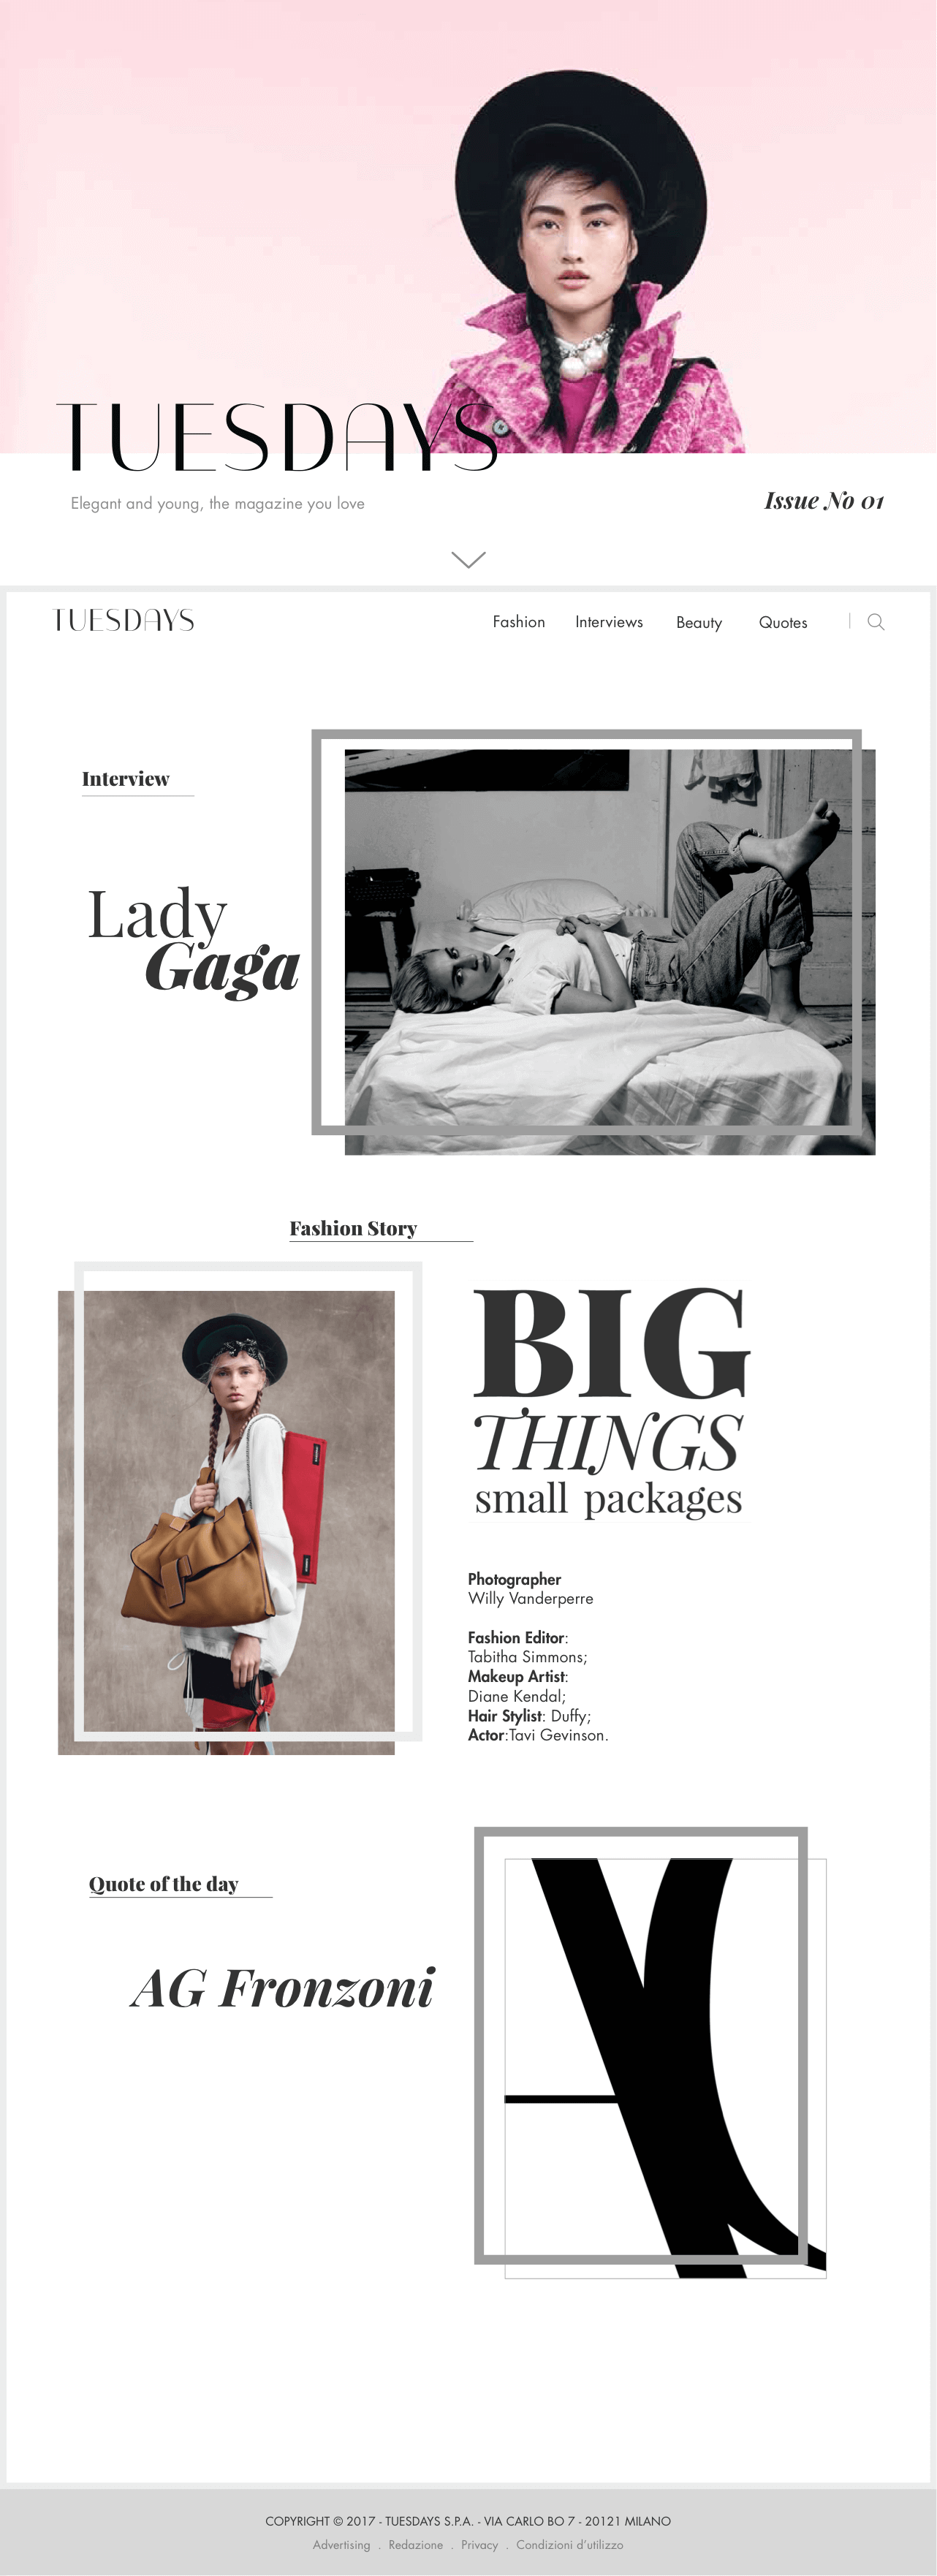 TUESDAYS
Elegant and young, the magazine you love
Issue No 01
TUESDAYS
Fashion
Interviews
Beauty
Quotes
Interview
Lady
Gaga
Fashion Story
BIG
THINGS
small packages
Photographer
Willy Vanderperre
Fashion Editor:
Tabitha Simmons;
Makeup Artist:
Diane Kendal;
Hair Stylist: Duffy;
Actor:Tavi Gevinson.
Quote of the day
AG Fronzoni
COPYRIGHT © 2017 - TUESDAYS S.P.A. - VIA CARLO BO 7 - 20121 MILANO
Advertising . Redazione . Privacy . Condizioni d'utilizzo